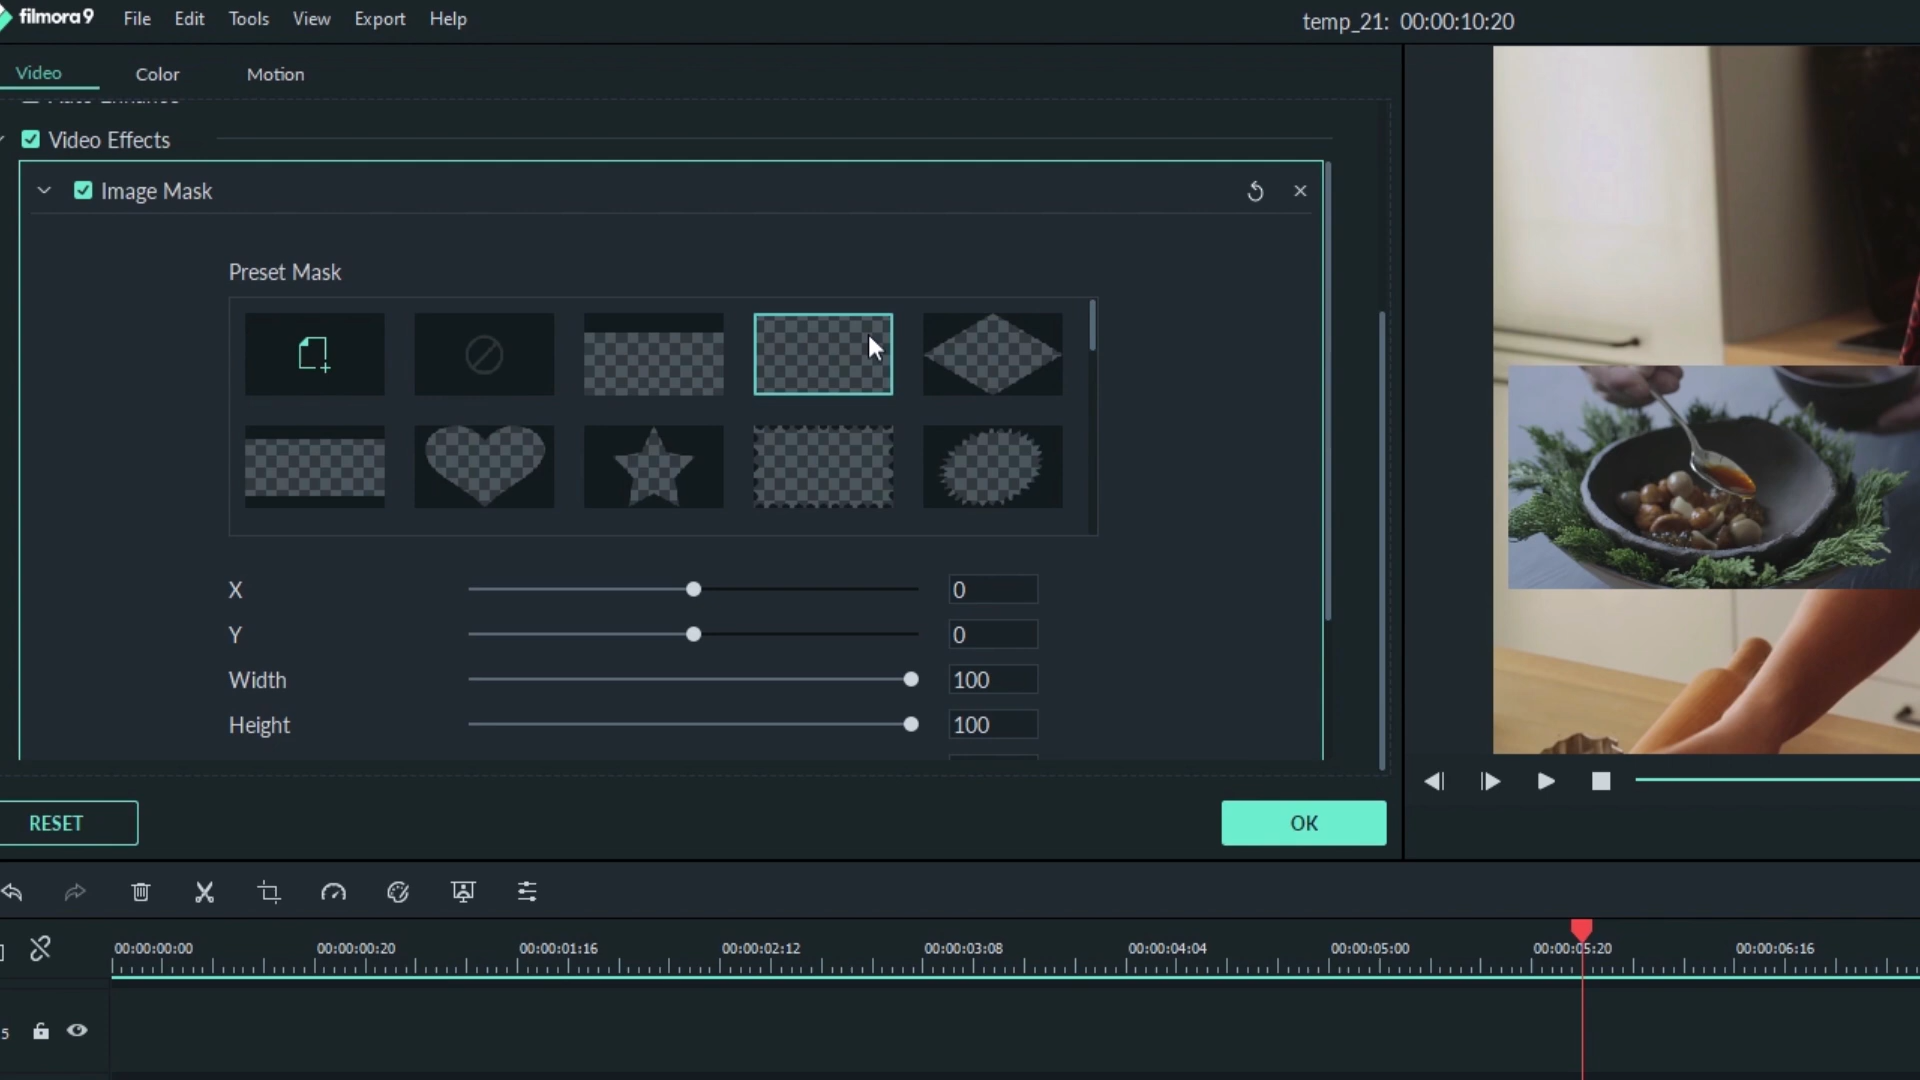 filmora9 File Edit Tools View Export Help temp_21: 00:00:10:20
Video Color Motion
Auto Enhance
Video Effects
Image Mask
Preset Mask
X 0
Y 0
Width 100
Height 100
RESET OK
00:00:00:00 00:00:00:20 00:00:01:16 00:00:02:12 00:00:03:08 00:00:04:04 00:00:05:00 00:00:05:20 00:00:06:16
5